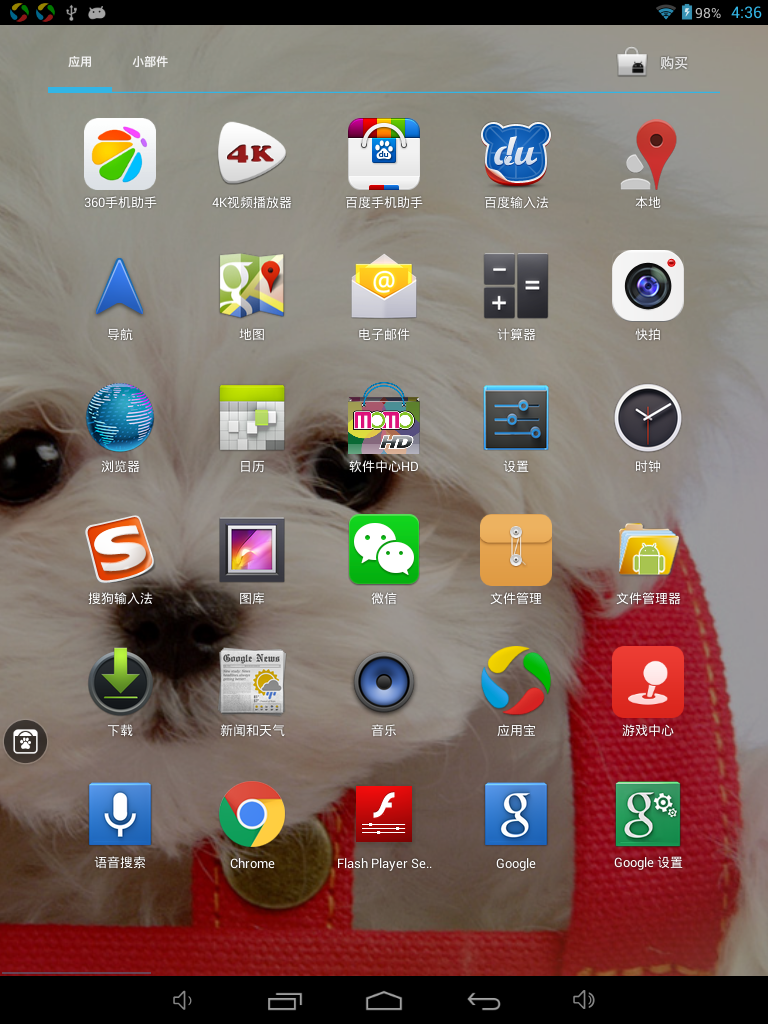 98% 4:36
应用 小部件 购买
4K
du
du
360手机助手 4K视频播放器 百度手机助手 百度输入法 本地
@
导航 地图 电子邮件 计算器 快拍
momo
HD
浏览器 日历 软件中心HD 设置 时钟
搜狗输入法 图库 微信 文件管理 文件管理器
Google News
下载 新闻和天气 音乐 应用宝 游戏中心
g g
语音搜索 Chrome Flash Player Se.. Google Google 设置